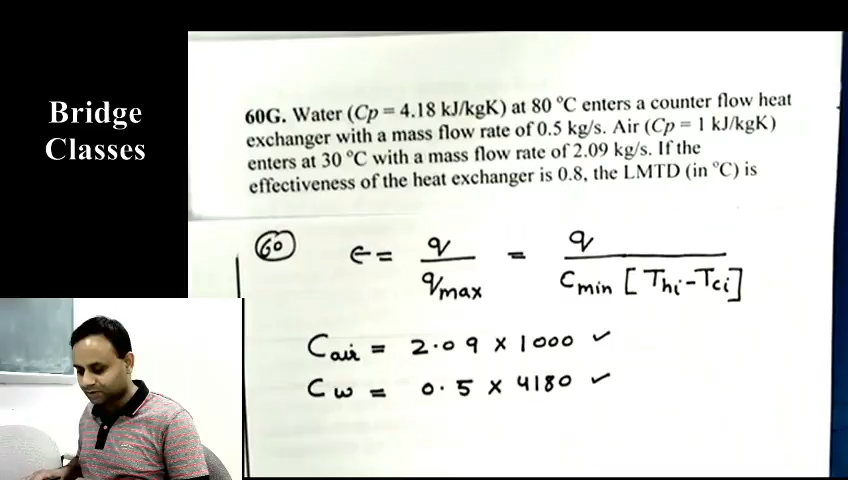 Bridge
Classes
60G. Water (Cp = 4.18 kJ/kgK) at 80 °C enters a counter flow heat
exchanger with a mass flow rate of 0.5 kg/s. Air (Cp = 1 kJ/kgK)
enters at 30 °C with a mass flow rate of 2.09 kg/s. If the
effectiveness of the heat exchanger is 0.8, the LMTD (in °C) is
60 ϵ = q / qmax = q / Cmin [Thi - Tci]
Cair = 2.09 × 1000 ✓
Cw = 0.5 × 4180 ✓